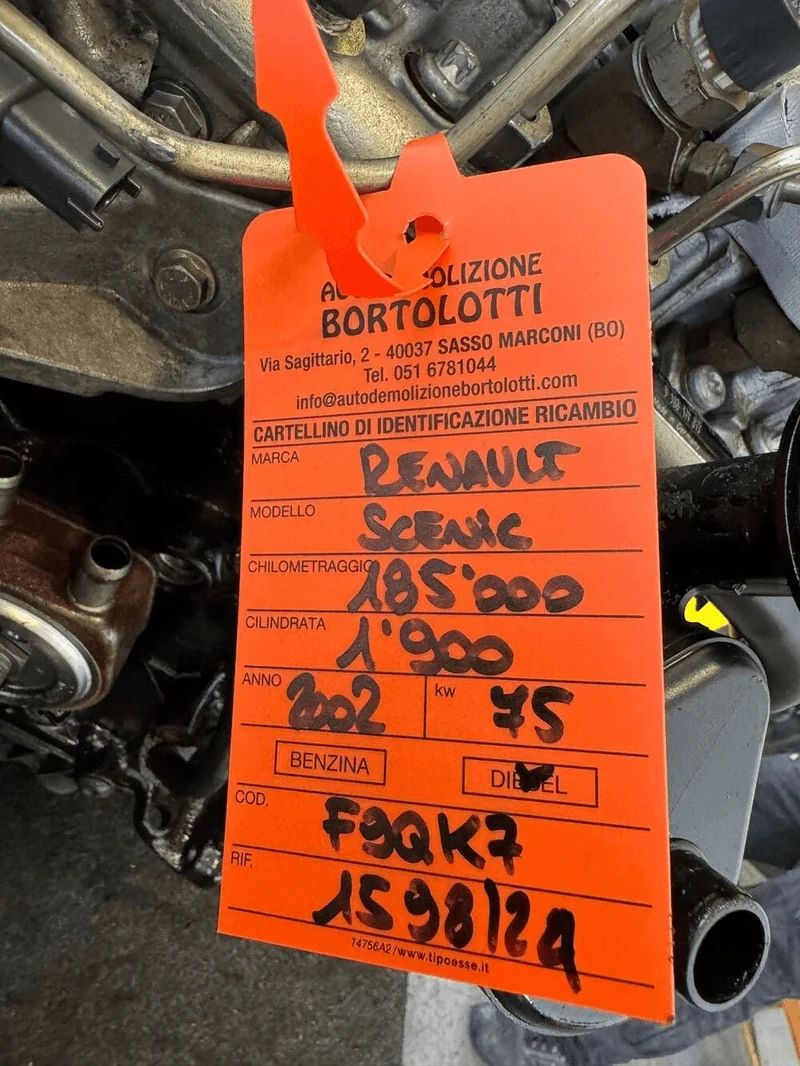 BORTOLOTTI
Via Sagittario, 2 - 40037 SASSO MARCONI (BO)
Tel. 051 6781044
info@autodemolizionebortolotti.com
CARTELLINO DI IDENTIFICAZIONE RICAMBIO
MARCA RENAULT
MODELLO SCENIC
CHILOMETRAGGIO 185'000
CILINDRATA 1'900
ANNO 2002 kw 75
BENZINA DIESEL
COD. F9QK7
RIF. 1598/24
14756A2/www.tipoesse.it